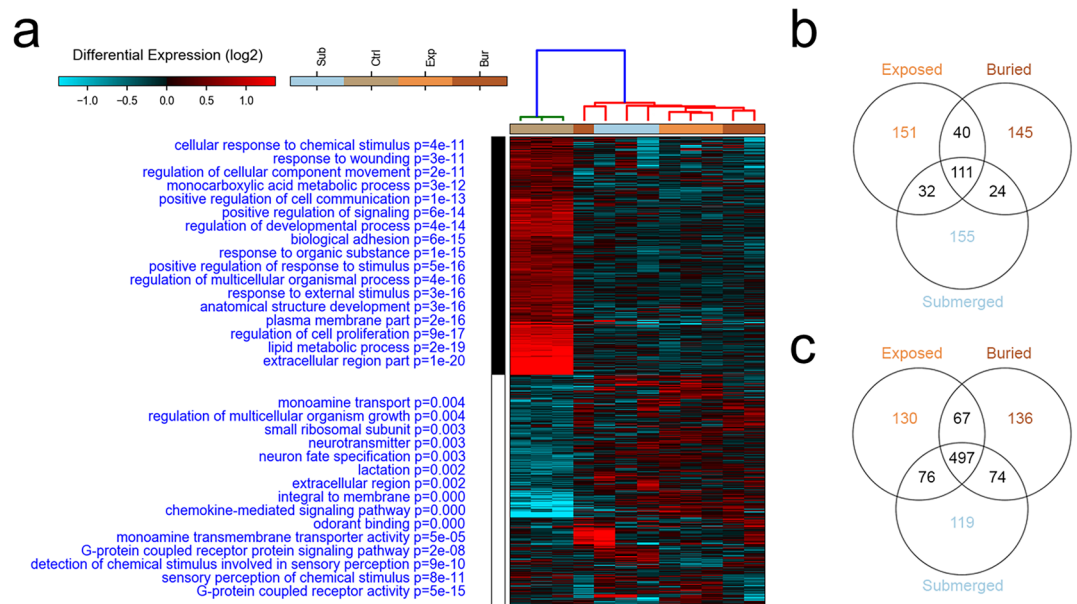 a
Differential Expression (log2)
−1.0 −0.5 0.0 0.5 1.0
Sub Ctrl Exp Bur
cellular response to chemical stimulus p=4e-11
response to wounding p=3e-11
regulation of cellular component movement p=2e-11
monocarboxylic acid metabolic process p=3e-12
positive regulation of cell communication p=1e-13
positive regulation of signaling p=6e-14
regulation of developmental process p=4e-14
biological adhesion p=6e-15
response to organic substance p=1e-15
positive regulation of response to stimulus p=5e-16
regulation of multicellular organismal process p=4e-16
response to external stimulus p=3e-16
anatomical structure development p=3e-16
plasma membrane part p=2e-16
regulation of cell proliferation p=9e-17
lipid metabolic process p=2e-19
extracellular region part p=1e-20
monoamine transport p=0.004
regulation of multicellular organism growth p=0.004
small ribosomal subunit p=0.003
neurotransmitter p=0.003
neuron fate specification p=0.003
lactation p=0.002
extracellular region p=0.002
integral to membrane p=0.000
chemokine-mediated signaling pathway p=0.000
odorant binding p=0.000
monoamine transmembrane transporter activity p=5e-05
G-protein coupled receptor protein signaling pathway p=2e-08
detection of chemical stimulus involved in sensory perception p=9e-10
sensory perception of chemical stimulus p=8e-11
G-protein coupled receptor activity p=5e-15
b
Exposed Buried
151 40 145
111
32 24
155
Submerged
c
Exposed Buried
130 67 136
497
76 74
119
Submerged